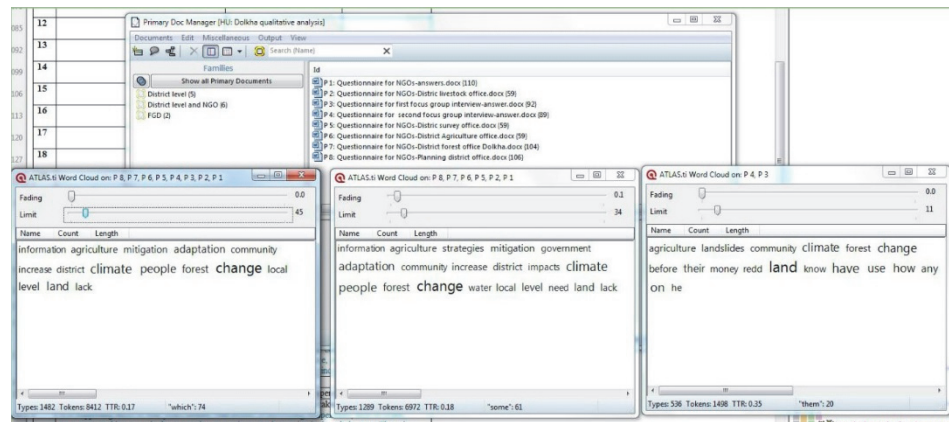 085
12
092
13
099
14
106
15
113
16
120
17
127
18
Primary Doc Manager [HU: Dolkha qualitative analysis]
Documents Edit Miscellaneous Output View
Search (Name)
Families
Show all Primary Documents
District level (5)
District level and NGO (6)
FGD (2)
Id
P 1: Questionnaire for NGOs-answers.docx (110)
P 2: Questionnaire for NGOs-Distric livestock office.docx (59)
P 3: Questionnaire for first focus group interview-answer.docx (92)
P 4: Questionnaire for second focus group interview-answer.docx (89)
P 5: Questionnaire for NGOs-Distric survey office.docx (59)
P 6: Questionnaire for NGOs-District Agriculture office.docx (59)
P 7: Questionnaire for NGOs-District forest office Dolkha.docx (104)
P 8: Questionnaire for NGOs-Planning district office.docx (106)
ATLAS.ti Word Cloud on: P 8, P 7, P 6, P 5, P 4, P 3, P 2, P 1
Fading 0.0
Limit 45
Name Count Length
information agriculture mitigation adaptation community
increase district climate people forest change local
level land lack
Types: 1482 Tokens: 8412 TTR: 0.17 "which": 74
ATLAS.ti Word Cloud on: P 8, P 7, P 6, P 5, P 2, P 1
Fading 0.1
Limit 34
Name Count Length
information agriculture strategies mitigation government
adaptation community increase district impacts climate
people forest change water local level need land lack
Types: 1289 Tokens: 6972 TTR: 0.18 "some": 61
ATLAS.ti Word Cloud on: P 4, P 3
Fading 0.0
Limit 11
Name Count Length
agriculture landslides community climate forest change
before their money redd land know have use how any
on he
Types: 536 Tokens: 1498 TTR: 0.35 "them": 20